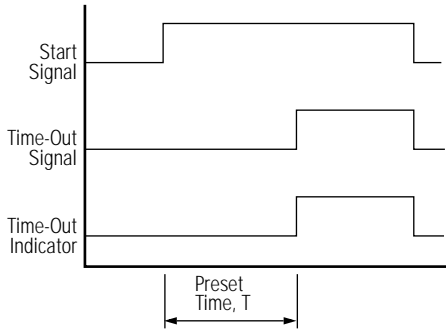 Start
Signal
Time-Out
Signal
Time-Out
Indicator
Preset
Time, T